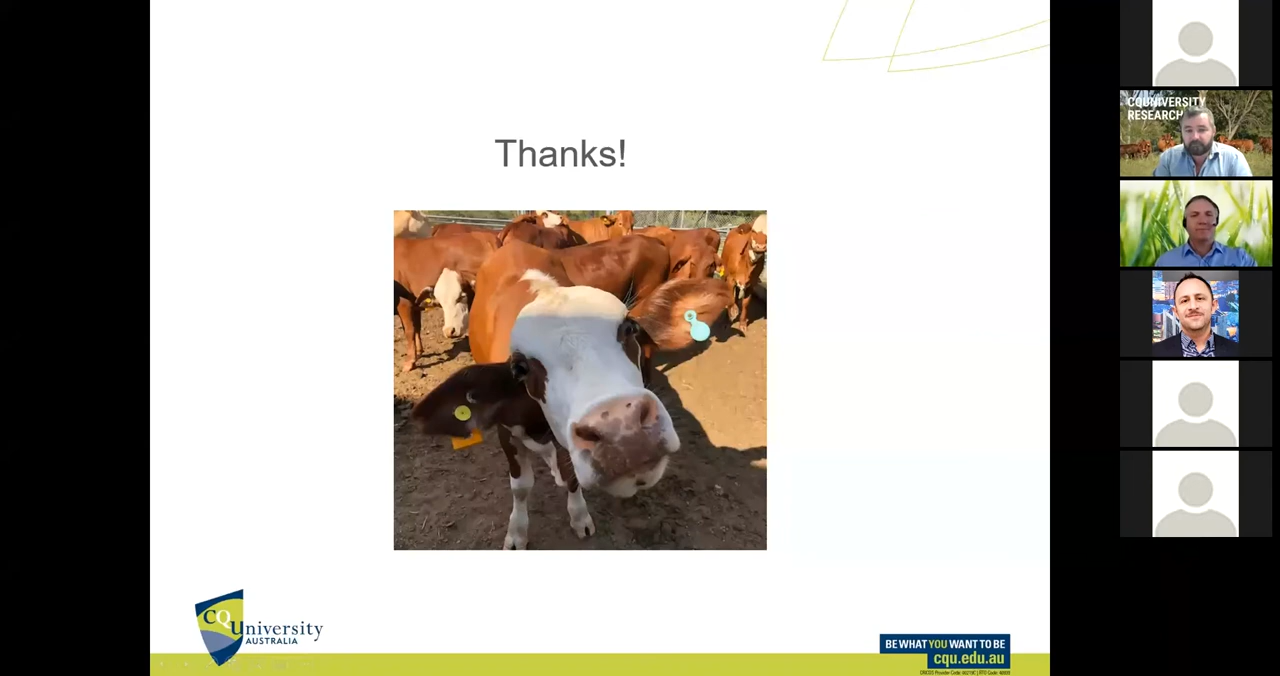 Thanks!
CQUNIVERSITY
RESEARCH
CQUniversity
AUSTRALIA
BE WHAT YOU WANT TO BE
cqu.edu.au